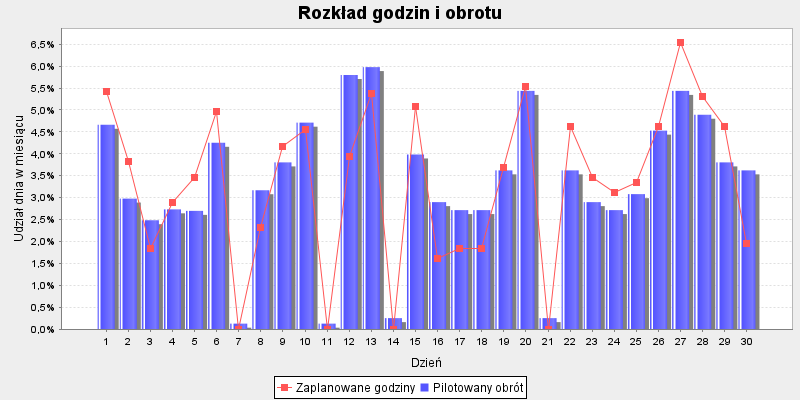 Rozkład godzin i obrotu
Udział dnia w miesiącu
6,5%
6,0%
5,5%
5,0%
4,5%
4,0%
3,5%
3,0%
2,5%
2,0%
1,5%
1,0%
0,5%
0,0%
1 2 3 4 5 6 7 8 9 10 11 12 13 14 15 16 17 18 19 20 21 22 23 24 25 26 27 28 29 30
Dzień
Zaplanowane godziny Pilotowany obrót